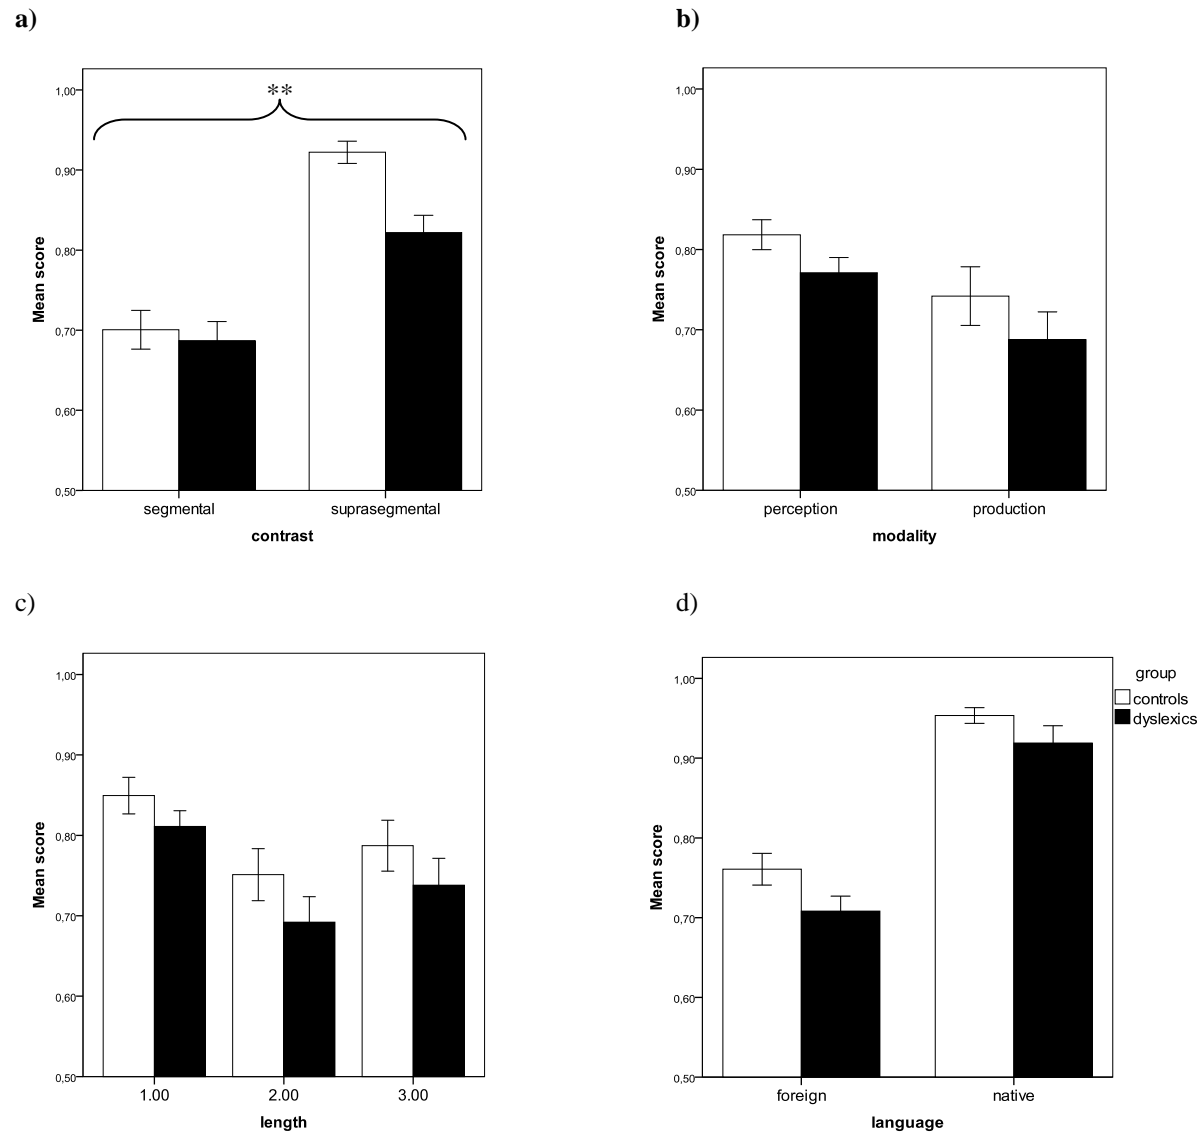 a)
**
1,00
0,90
0,80
0,70
0,60
0,50
Mean score
segmental
suprasegmental
contrast
b)
1,00
0,90
0,80
0,70
0,60
0,50
Mean score
perception
production
modality
c)
1,00
0,90
0,80
0,70
0,60
0,50
Mean score
1.00
2.00
3.00
length
d)
1,00
0,90
0,80
0,70
0,60
0,50
Mean score
foreign
native
language
group
controls
dyslexics